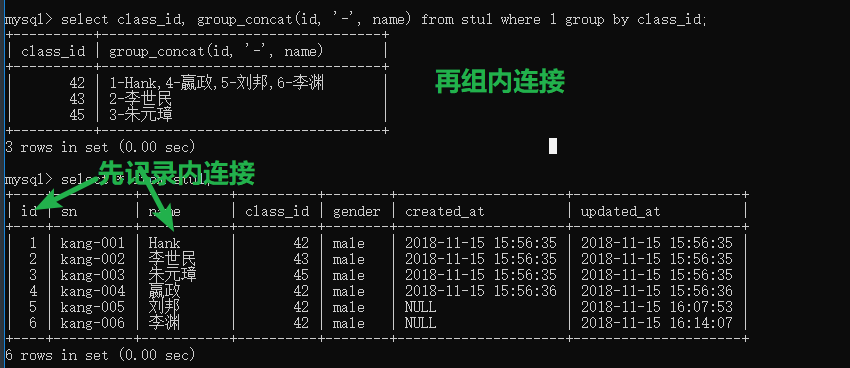 mysql> select class_id, group_concat(id, '-', name) from stu1 where 1 group by class_id;
+----------+-----------------------------------+
| class_id | group_concat(id, '-', name) |
+----------+-----------------------------------+
| 42 | 1-Hank,4-嬴政,5-刘邦,6-李渊 |
| 43 | 2-李世民 |
| 45 | 3-朱元璋 |
+----------+-----------------------------------+
再组内连接
3 rows in set (0.00 sec)
先记录内连接
mysql> select * from stu1;
+----+----------+--------+----------+--------+---------------------+---------------------+
| id | sn | name | class_id | gender | created_at | updated_at |
+----+----------+--------+----------+--------+---------------------+---------------------+
| 1 | kang-001 | Hank | 42 | male | 2018-11-15 15:56:35 | 2018-11-15 15:56:35 |
| 2 | kang-002 | 李世民 | 43 | male | 2018-11-15 15:56:35 | 2018-11-15 15:56:35 |
| 3 | kang-003 | 朱元璋 | 45 | male | 2018-11-15 15:56:35 | 2018-11-15 15:56:35 |
| 4 | kang-004 | 嬴政 | 42 | male | 2018-11-15 15:56:36 | 2018-11-15 15:56:36 |
| 5 | kang-005 | 刘邦 | 42 | male | NULL | 2018-11-15 16:07:53 |
| 6 | kang-006 | 李渊 | 42 | male | NULL | 2018-11-15 16:14:07 |
+----+----------+--------+----------+--------+---------------------+---------------------+
6 rows in set (0.00 sec)